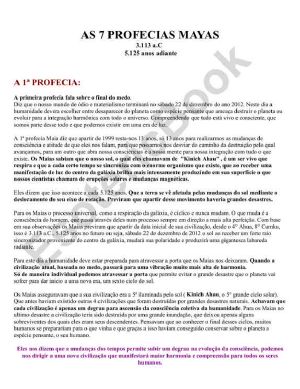 AS 7 PROFECIAS MAYAS
3.113 a.C
5.125 anos adiante
A 1ª PROFECIA:
A primeira profecia fala sobre o final do medo.
Diz que o nosso mundo de ódio e materialismo terminará no sábado 22 de dezembro do ano 2012. Neste dia a
humanidade deverá escolher entre desaparecer do planeta como espécie pensante que ameaça destruir o planeta ou
evoluir para a integração harmônica com todo o universo. Compreendendo que tudo está vivo e consciente, que
somos parte desse todo e que podemos existir em uma era de luz.
A 1ª profecia Maia diz que apartir de 1999 resta-nos 13 anos, só 13 anos para realizarmos as mudanças de
consciência e atitude de que eles nos falam, para que possamos nos desviar do caminho da destruição pelo qual
avançamos, para um outro que abra nossa consciência e a nossa mente para nossa integração com tudo o que
existe. Os Maias sabiam que o nosso sol, o qual eles chamavam de "Kinich Ahau", é um ser vivo que
respira e que a cada certo tempo se sincroniza com o enorme organismo que existe, que ao receber uma
manifestação de luz do centro da galáxia brilha mais intensamente produzindo em sua superfície o que
nossos cientistas chamam de erupções solares e mudanças magnéticas.
Eles dizem que isso acontece a cada 5.125 anos. Que a terra se vê afetada pelas mudanças do sol mediante o
deslocamento do seu eixo de rotação. Previram que apartir desse movimento haveria grandes desastres.
Para os Maias o processo universal, como a respiração da galáxia, é cíclico e nunca mudam. O que muda é a
consciência do homem, que passa através deles num processo sempre em direção a mais alta perfeição. Com base
em sua observações os Maias previram que apartir da data inicial de sua civilização, desde o 4º Ahau, 8º Cumku,
isso é 3.113 a.C, 5.125 anos no futuro ou seja, sábado 22 de dezembro de 2012 o sol ao receber um forte raio
sincronizador proveniente do centro da galáxia, mudará sua polaridade e produzirá uma gigantesca labareda
radiante.
Para este dia a humanidade deve estar preparada para atravessar a porta que os Maias nos deixaram. Quando a
civilização atual, baseada no medo, passará para uma vibração muito mais alta de harmonia.
Só de maneira individual podemos atravessar a porta que permite evitar o grande desastre que o planeta vai
sofrer para dar início a uma nova era, um sexto ciclo do sol.
Os Maias asseguravam que a sua civilização era a 5ª iluminada pelo sol (Kinich Ahau, o 5º grande ciclo solar).
Que antes haviam existido outras 4 civilizações que foram destruídas por grandes desastres naturais. Achavam que
cada civilização é apenas um degrau para ascensão da consciência coletiva da humanidade. Para os Maias no
último desastre a civilização teria sido destruída por uma grande inundação, que deixou apenas alguns
sobreviventes dos quais eles eram seus descendentes. Pensavam que ao conhecer o final desses ciclos, muitos
humanos se preparariam para o que vinha e que graças a isso haviam conseguido conservar sobre o planeta a
espécie pensante, o ser humano.
Eles nos dizem que a mudanças dos tempos permite subir um degrau na evolução da consciência, podemos
nos dirigir a uma nova civilização que manifestará maior harmonia e compreensão para todos os seres
humanos.